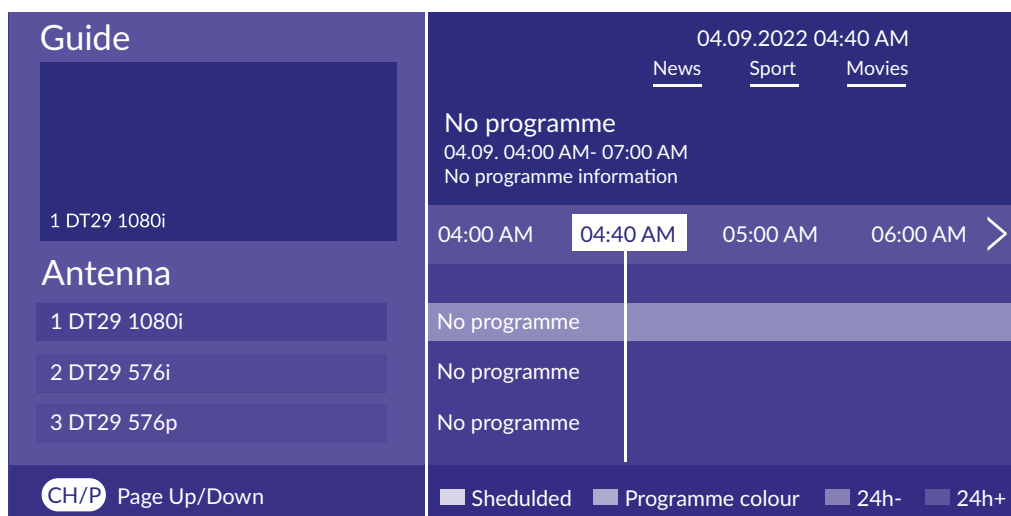 Guide
1 DT29 1080i
Antenna
1 DT29 1080i
2 DT29 576i
3 DT29 576p
CH/P Page Up/Down
04.09.2022 04:40 AM
News Sport Movies
No programme
04.09. 04:00 AM- 07:00 AM
No programme information
04:00 AM 04:40 AM 05:00 AM 06:00 AM
No programme
No programme
No programme
Shedulded Programme colour 24h- 24h+